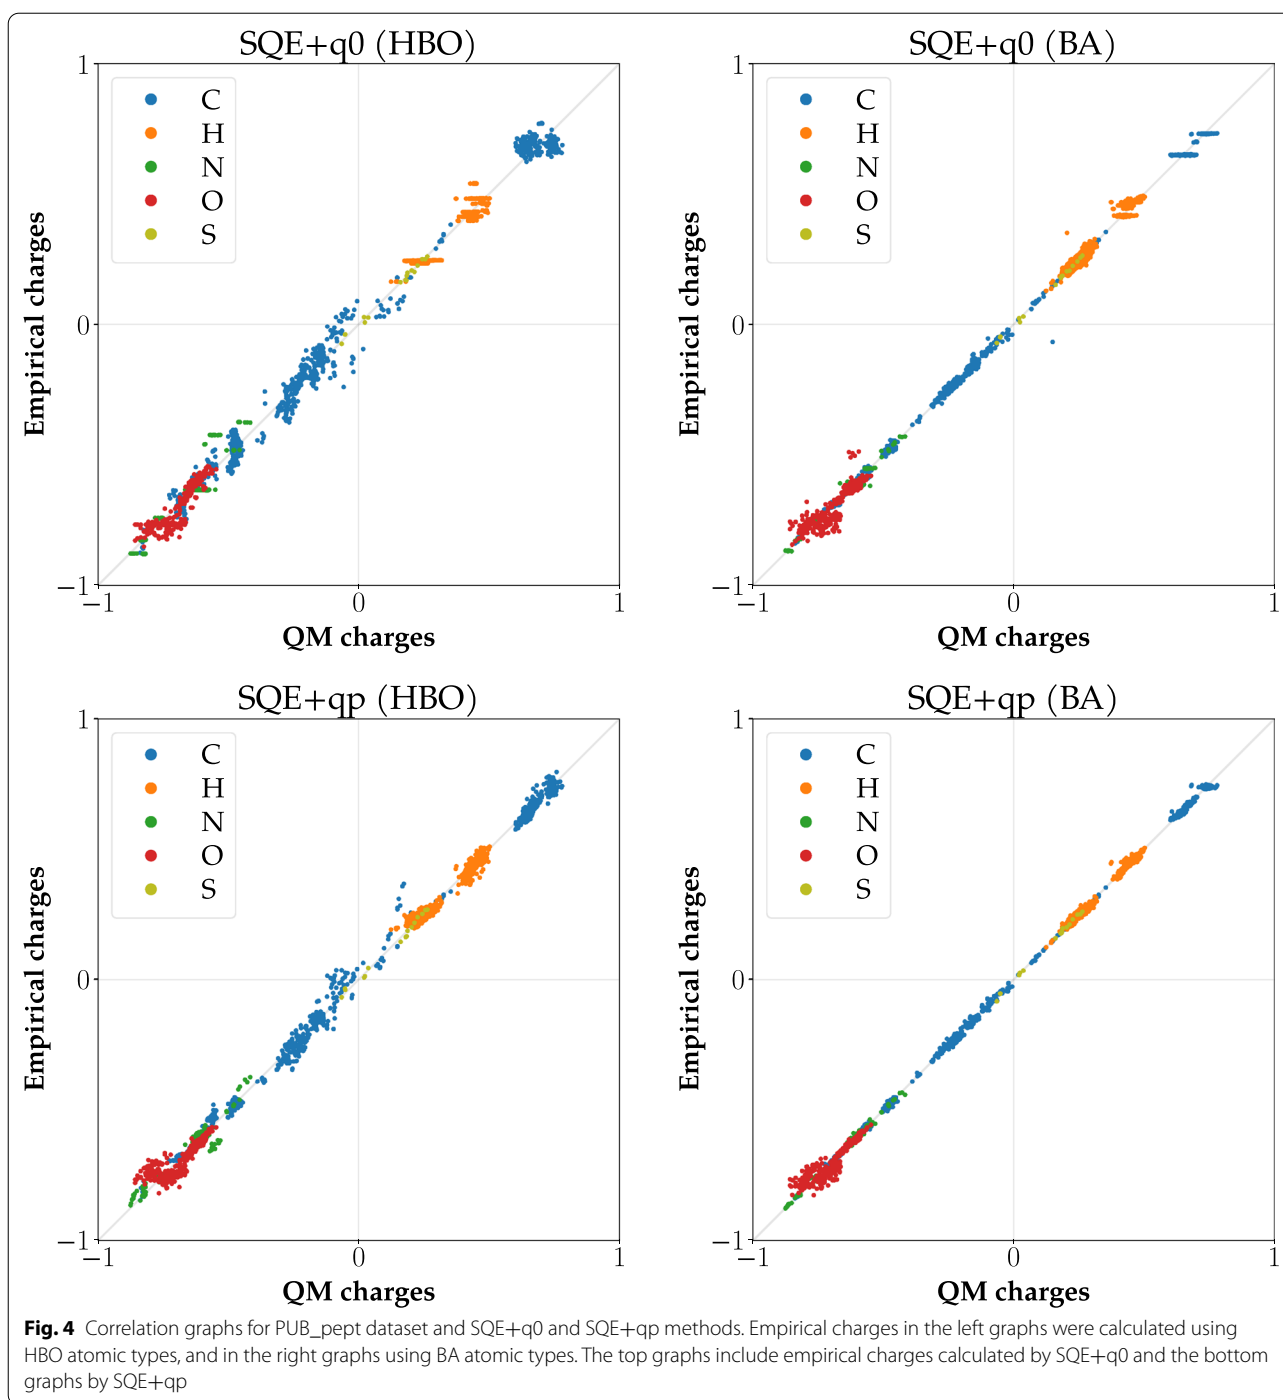 SQE+q0 (HBO)
1
C
H
N
O
S
Empirical charges
0
−1
−1
0
1
QM charges
SQE+q0 (BA)
1
C
H
N
O
S
Empirical charges
0
−1
−1
0
1
QM charges
SQE+qp (HBO)
1
C
H
N
O
S
Empirical charges
0
−1
−1
0
1
QM charges
SQE+qp (BA)
1
C
H
N
O
S
Empirical charges
0
−1
−1
0
1
QM charges
Fig. 4 Correlation graphs for PUB_pept dataset and SQE+q0 and SQE+qp methods. Empirical charges in the left graphs were calculated using
HBO atomic types, and in the right graphs using BA atomic types. The top graphs include empirical charges calculated by SQE+q0 and the bottom
graphs by SQE+qp